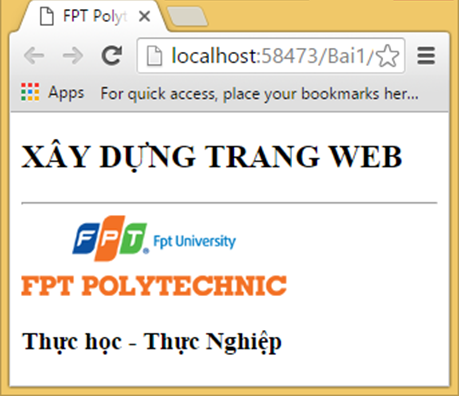 FPT Polyt
localhost:58473/Bai1/
Apps For quick access, place your bookmarks her...
XÂY DỰNG TRANG WEB
FPT. Fpt University
FPT POLYTECHNIC
Thực học - Thực Nghiệp